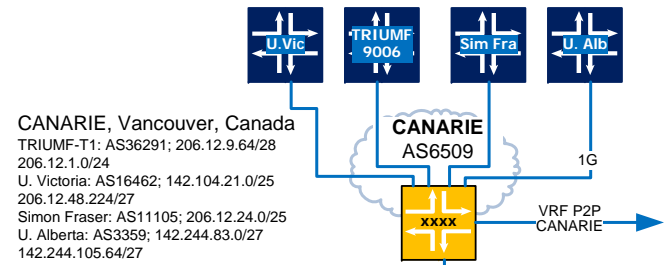 U.Vic
TRIUMF
9006
Sim Fra
U. Alb
CANARIE, Vancouver, Canada
TRIUMF-T1: AS36291; 206.12.9.64/28
206.12.1.0/24
U. Victoria: AS16462; 142.104.21.0/25
206.12.48.224/27
Simon Fraser: AS11105; 206.12.24.0/25
U. Alberta: AS3359; 142.244.83.0/27
142.244.105.64/27
CANARIE
AS6509
1G
xxxx
VRF P2P
CANARIE